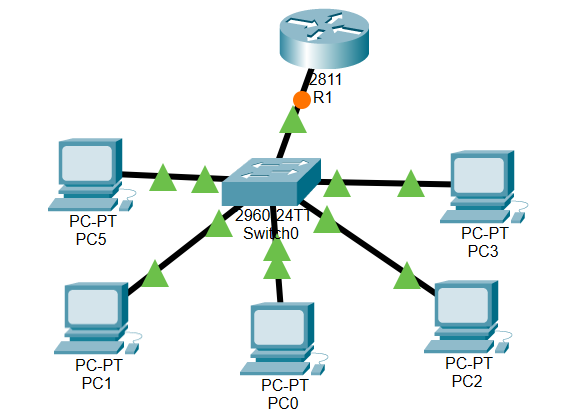 2811
R1
PC-PT
PC5
2960-24TT
Switch0
PC-PT
PC3
PC-PT
PC1
PC-PT
PC0
PC-PT
PC2